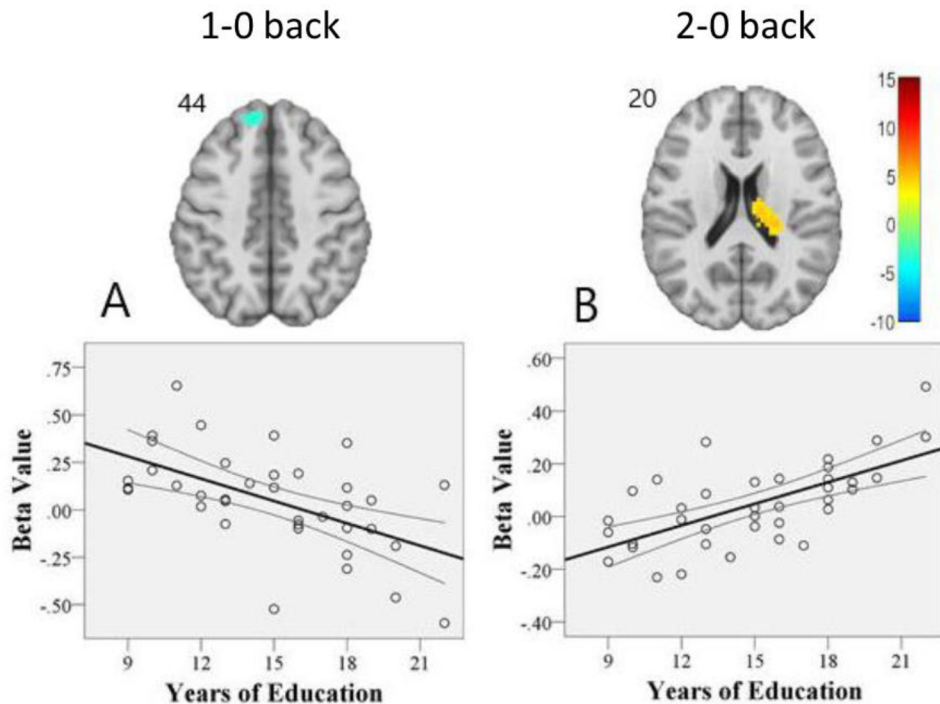 1-0 back
2-0 back
44
20
15
10
5
0
-5
-10
A
B
.75
.50
.25
.00
-.25
-.50
Beta Value
9 12 15 18 21
Years of Education
.60
.40
.20
.00
-.20
-.40
Beta Value
9 12 15 18 21
Years of Education